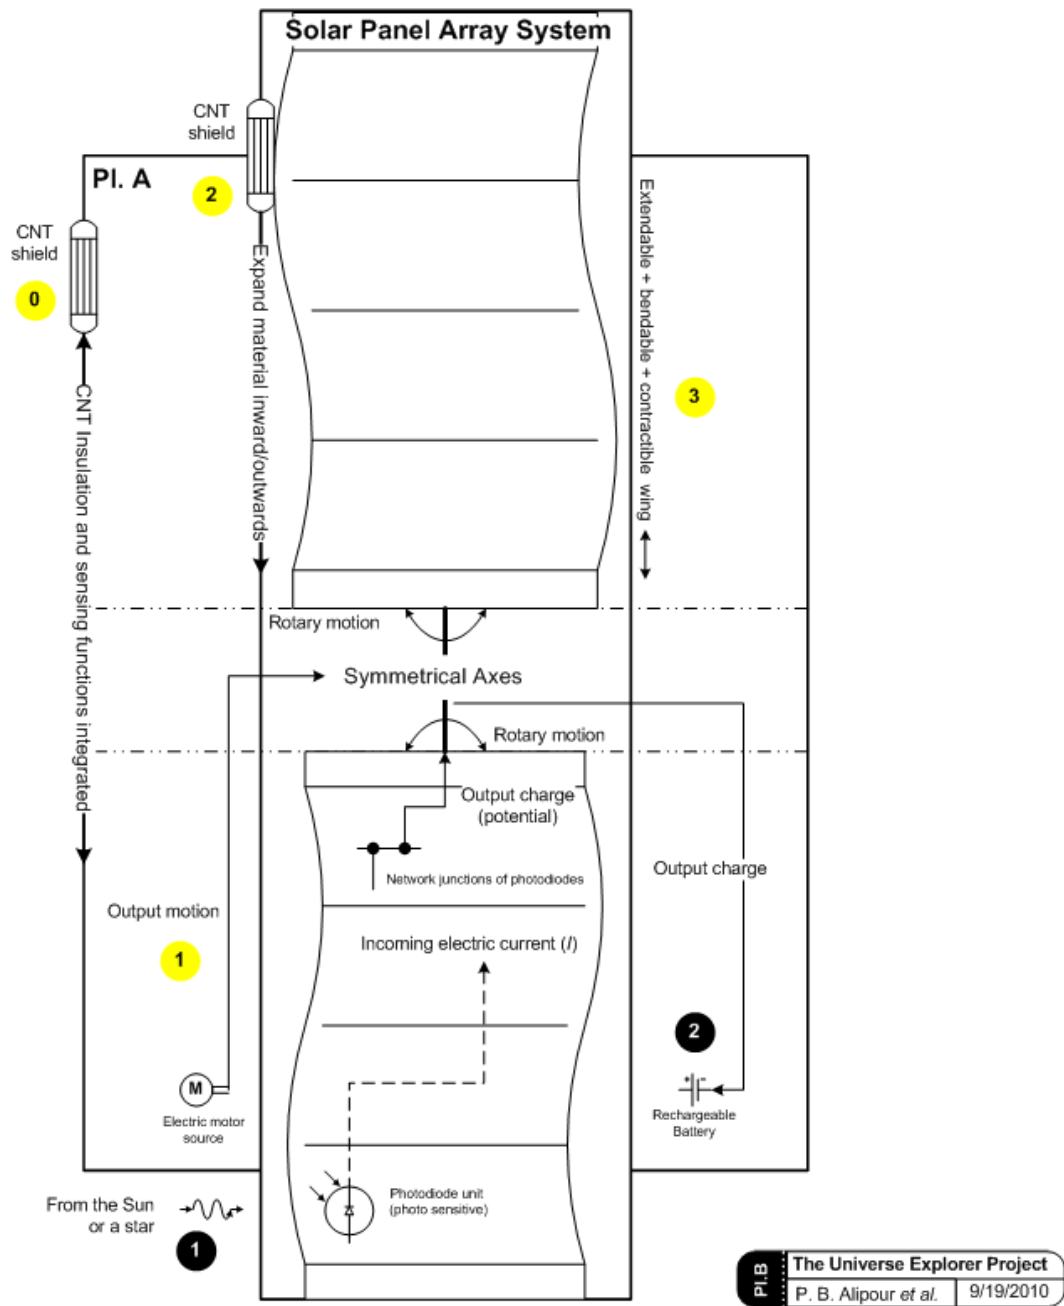 Solar Panel Array System
CNT
shield
2
Pl. A
CNT
shield
0
Expand material inward/outwards
Extendable + bendable + contractible wing
3
CNT Insulation and sensing functions integrated
Rotary motion
Symmetrical Axes
Rotary motion
Output charge
(potential)
Network junctions of photodiodes
Output charge
Output motion
1
Incoming electric current (I)
2
M
Electric motor
source
+ -
Rechargeable
Battery
From the Sun
or a star
1
Photodiode unit
(photo sensitive)
Pl.B
The Universe Explorer Project
P. B. Alipour et al.
9/19/2010